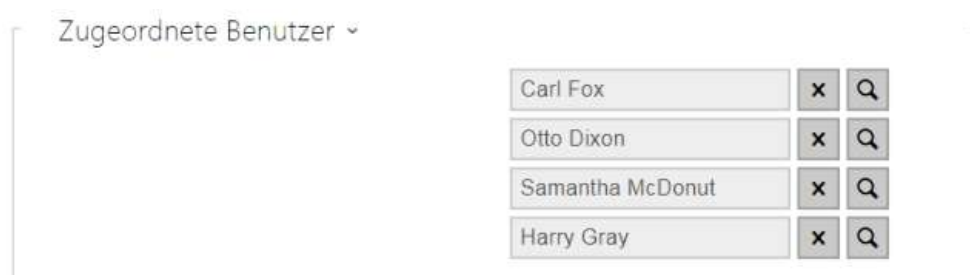 Zugeordnete Benutzer
Carl Fox
Otto Dixon
Samantha McDonut
Harry Gray